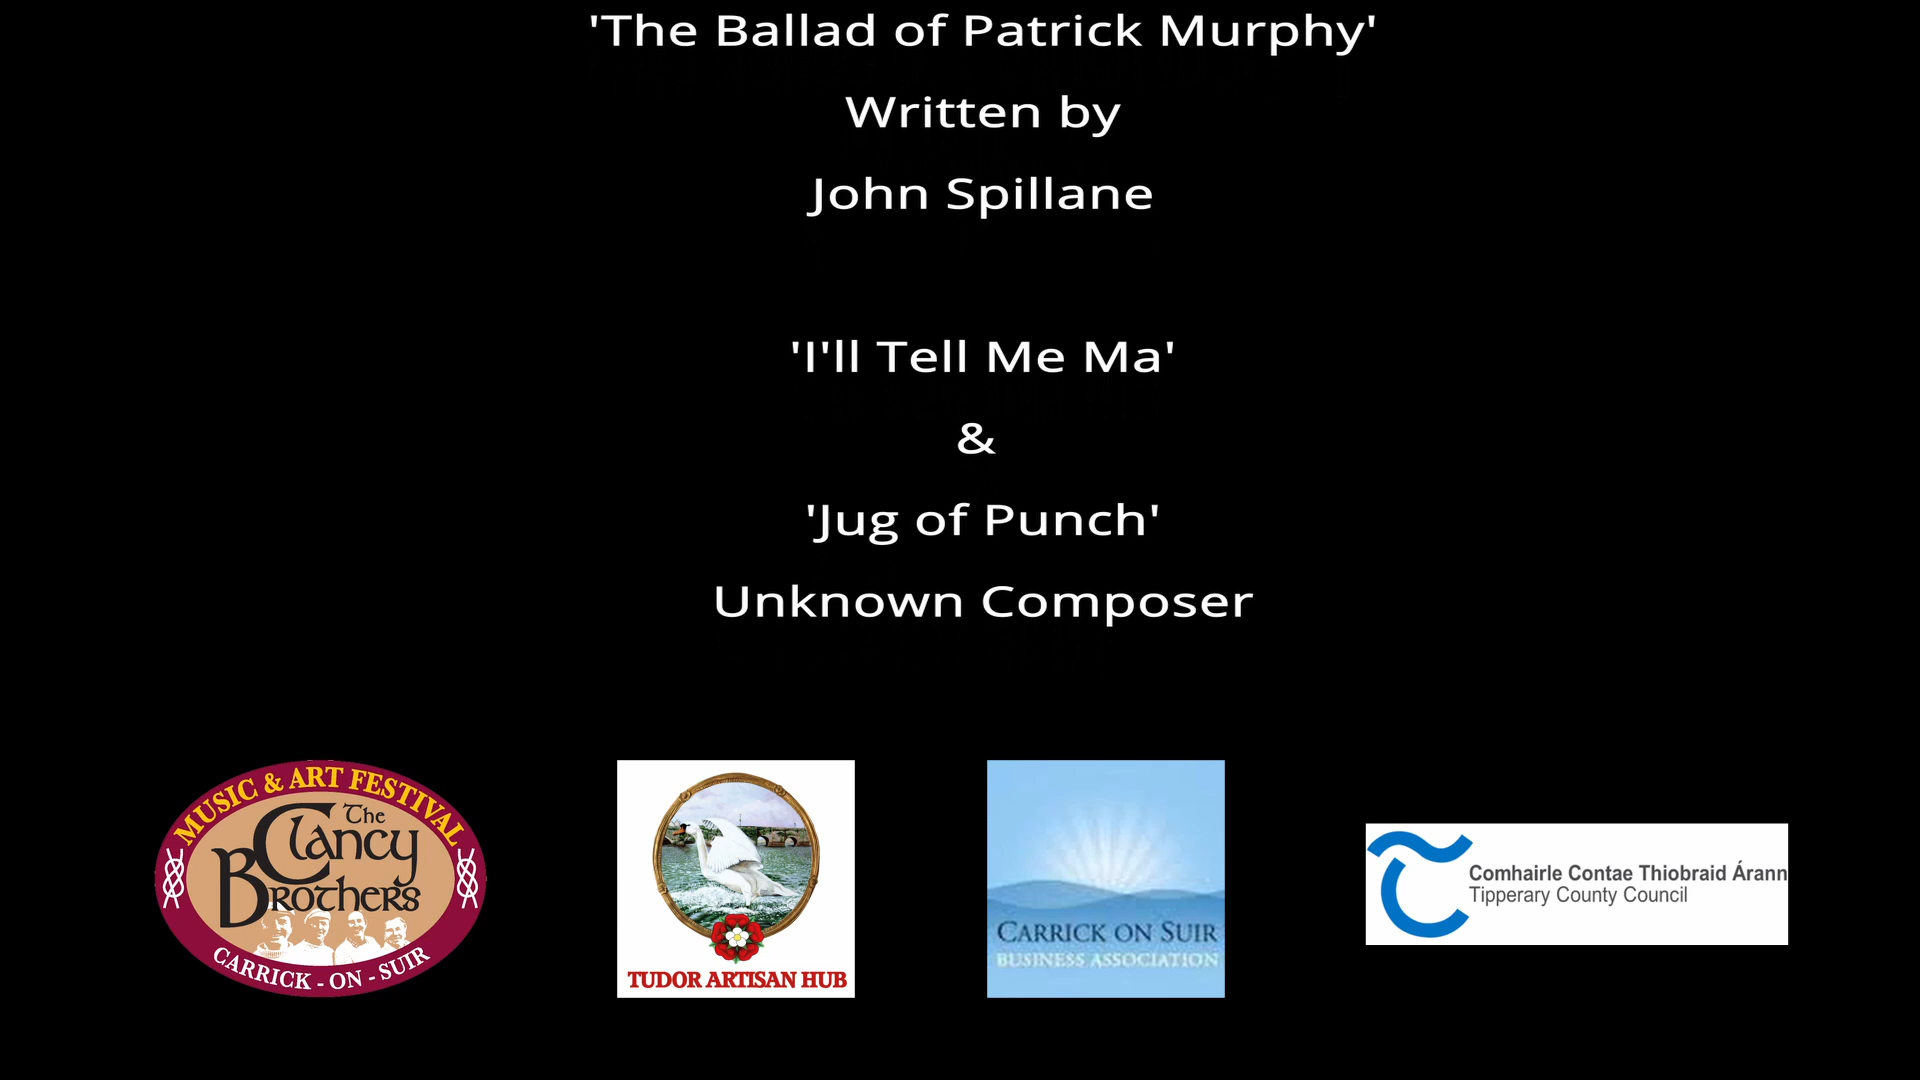 'The Ballad of Patrick Murphy'
Written by
John Spillane
'I'll Tell Me Ma'
&
'Jug of Punch'
Unknown Composer
MUSIC & ART FESTIVAL
The
Clancy
Brothers
CARRICK - ON - SUIR
TUDOR ARTISAN HUB
CARRICK ON SUIR
BUSINESS ASSOCIATION
Comhairle Contae Thiobraid Árann
Tipperary County Council